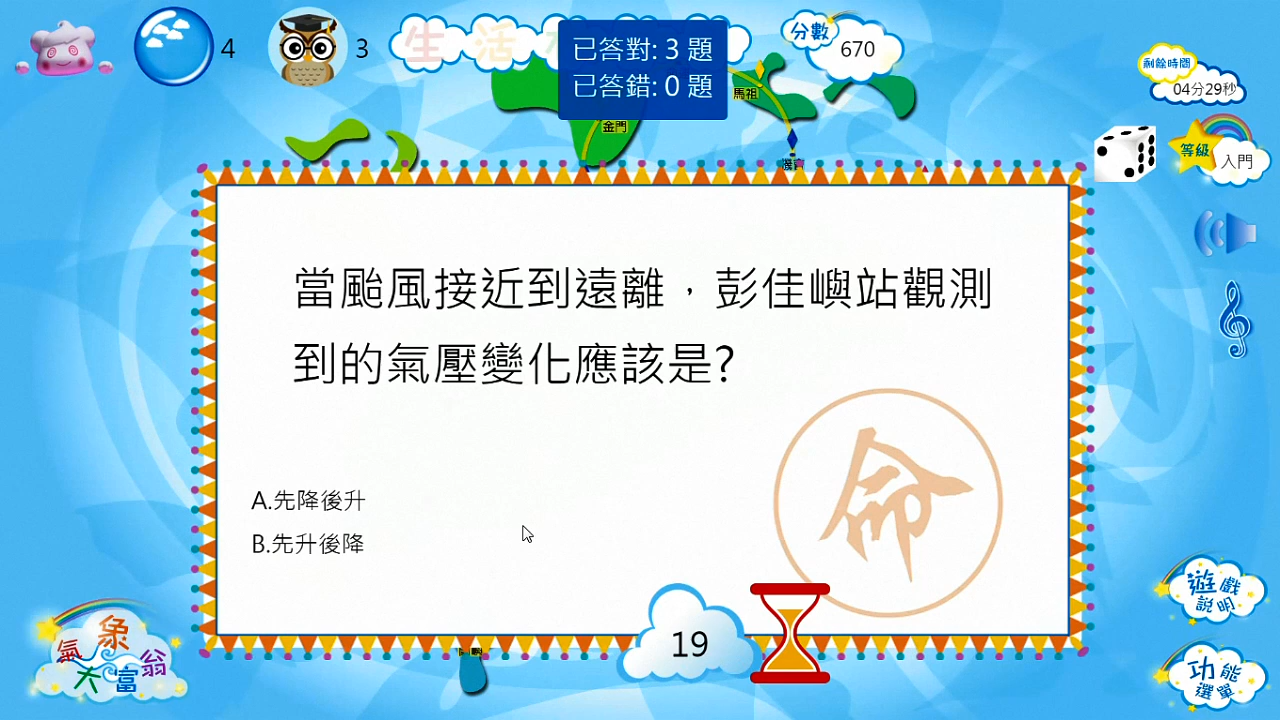 4
3
生活
已答對: 3 題
已答錯: 0 題
分數
670
剩餘時間
04分29秒
馬祖
金門
等級
入門
當颱風接近到遠離，彭佳嶼站觀測
到的氣壓變化應該是?
A.先降後升
B.先升後降
命
19
氣象
大富翁
遊戲
說明
功能
選單